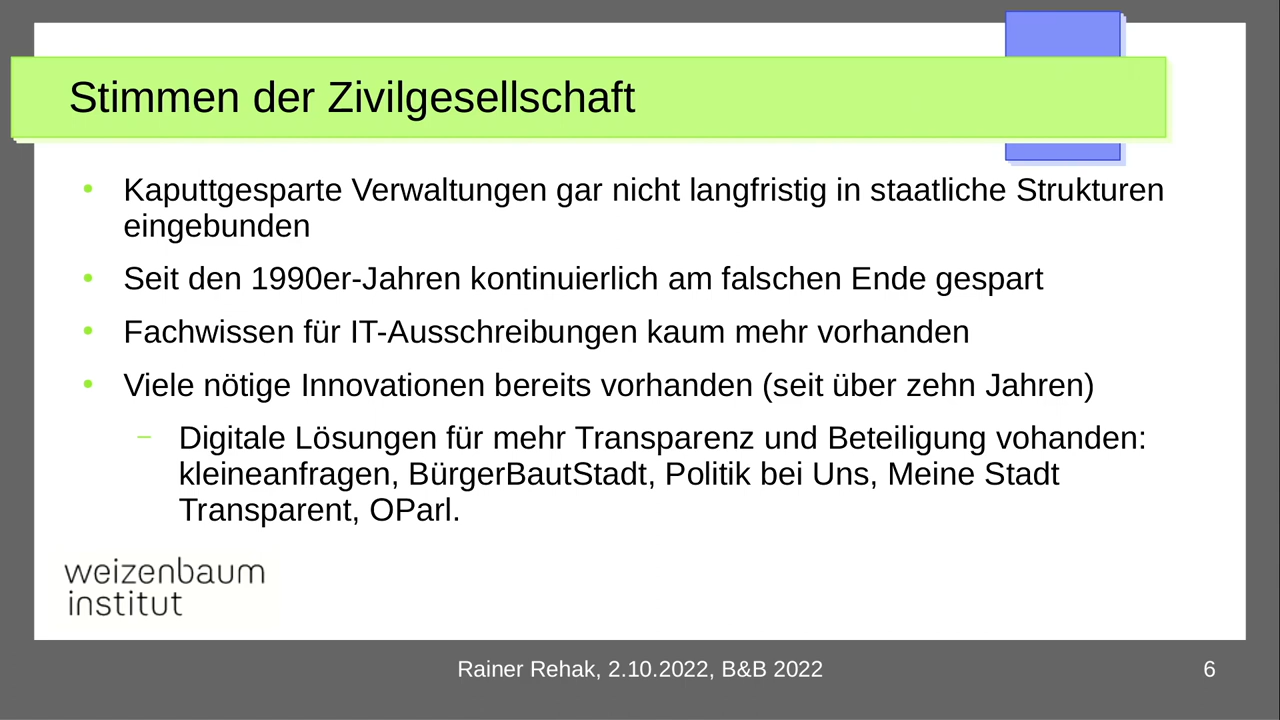 Stimmen der Zivilgesellschaft
• Kaputtgesparte Verwaltungen gar nicht langfristig in staatliche Strukturen
eingebunden
• Seit den 1990er-Jahren kontinuierlich am falschen Ende gespart
• Fachwissen für IT-Ausschreibungen kaum mehr vorhanden
• Viele nötige Innovationen bereits vorhanden (seit über zehn Jahren)
– Digitale Lösungen für mehr Transparenz und Beteiligung vohanden:
kleineanfragen, BürgerBautStadt, Politik bei Uns, Meine Stadt
Transparent, OParl.
weizenbaum
institut
Rainer Rehak, 2.10.2022, B&B 2022
6